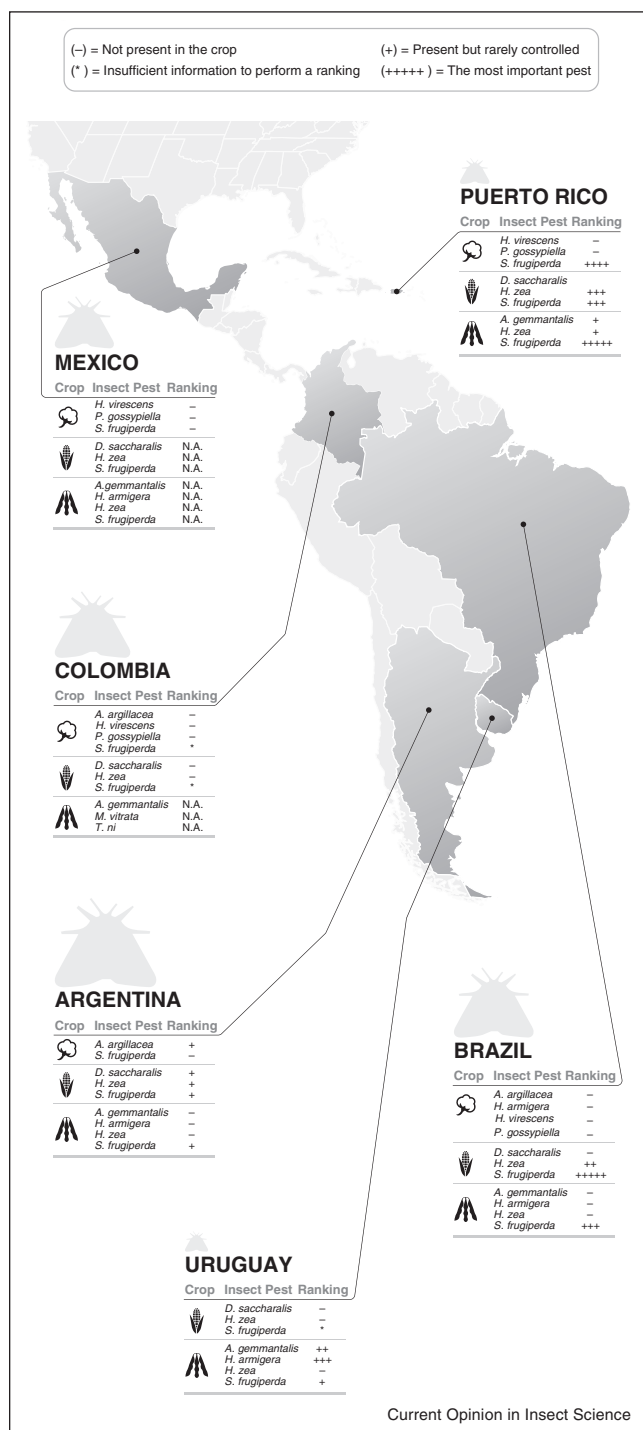 (–) = Not present in the crop (+) = Present but rarely controlled
(* ) = Insufficient information to perform a ranking (+++++ ) = The most important pest
PUERTO RICO
Crop Insect Pest Ranking
H. virescens –
P. gossypiella –
S. frugiperda ++++
D. saccharalis
H. zea +++
S. frugiperda +++
A. gemmantalis +
H. zea +
S. frugiperda +++++
MEXICO
Crop Insect Pest Ranking
H. virescens –
P. gossypiella –
S. frugiperda –
D. saccharalis N.A.
H. zea N.A.
S. frugiperda N.A.
A.gemmantalis N.A.
H. armigera N.A.
H. zea N.A.
S. frugiperda N.A.
COLOMBIA
Crop Insect Pest Ranking
A. argillacea –
H. virescens –
P. gossypiella –
S. frugiperda *
D. saccharalis –
H. zea –
S. frugiperda *
A. gemmantalis N.A.
M. vitrata N.A.
T. ni N.A.
ARGENTINA
Crop Insect Pest Ranking
A. argillacea +
S. frugiperda –
D. saccharalis +
H. zea +
S. frugiperda +
A. gemmantalis –
H. armigera –
H. zea –
S. frugiperda +
BRAZIL
Crop Insect Pest Ranking
A. argillacea –
H. armigera –
H. virescens –
P. gossypiella –
D. saccharalis –
H. zea ++
S. frugiperda +++++
A. gemmantalis –
H. armigera –
H. zea –
S. frugiperda +++
URUGUAY
Crop Insect Pest Ranking
D. saccharalis –
H. zea –
S. frugiperda *
A. gemmantalis ++
H. armigera +++
H. zea –
S. frugiperda +
Current Opinion in Insect Science